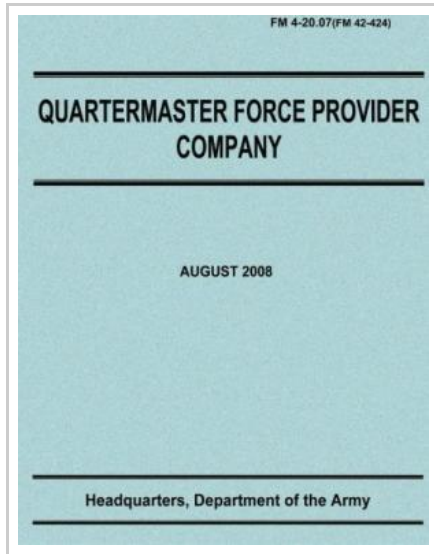 FM 4-20.07(FM 42-424)
QUARTERMASTER FORCE PROVIDER
COMPANY
AUGUST 2008
Headquarters, Department of the Army